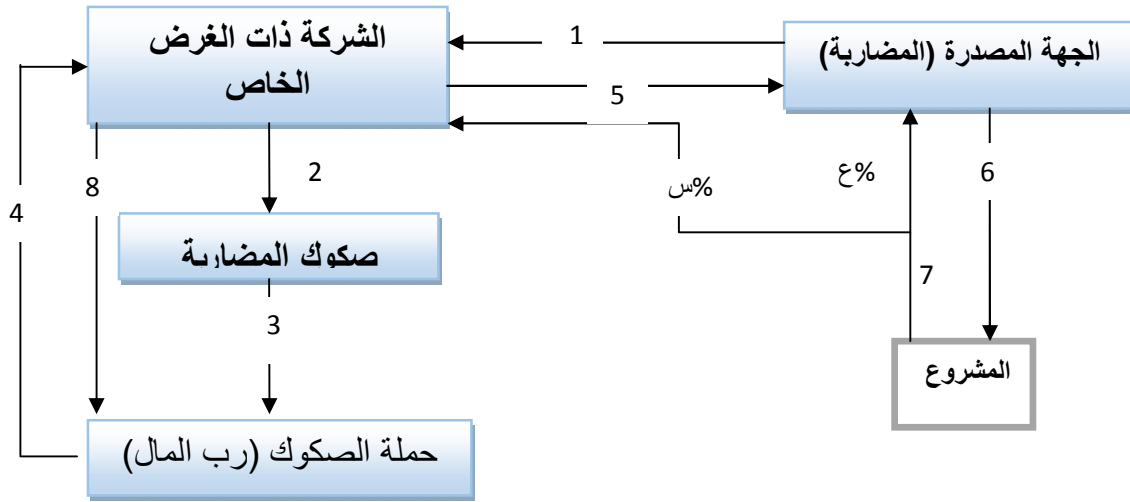 الشركة ذات الغرض
الخاص
1
الجهة المصدرة (المضاربة)
5
2
8
4
س%
ع%
6
صكوك المضاربة
7
3
المشروع
حملة الصكوك (رب المال)